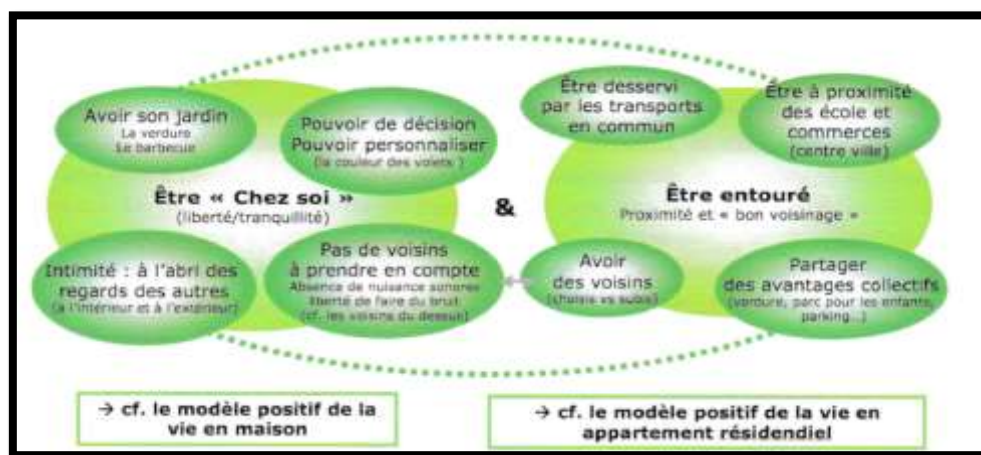 Avoir son jardin
La verdure
Le barbecue
Pouvoir de décision
Pouvoir personnaliser
(la couleur des volets )
Être « Chez soi »
(liberté/tranquillité)
Intimité : à l'abri des
regards des autres
(à l'intérieur et à l'extérieur)
Pas de voisins
à prendre en compte
Absence de nuisance sonores
liberté de faire du bruit
(cf. les voisins du dessus)
&
Être desservi
par les transports
en commun
Être à proximité
des école et
commerces
(centre ville)
Être entouré
Proximité et « bon voisinage »
Avoir
des voisins
(choisis vs subis)
Partager
des avantages collectifs
(verdure, parc pour les enfants,
parking...)
→ cf. le modèle positif de la
vie en maison
→ cf. le modèle positif de la vie en
appartement résidendiel